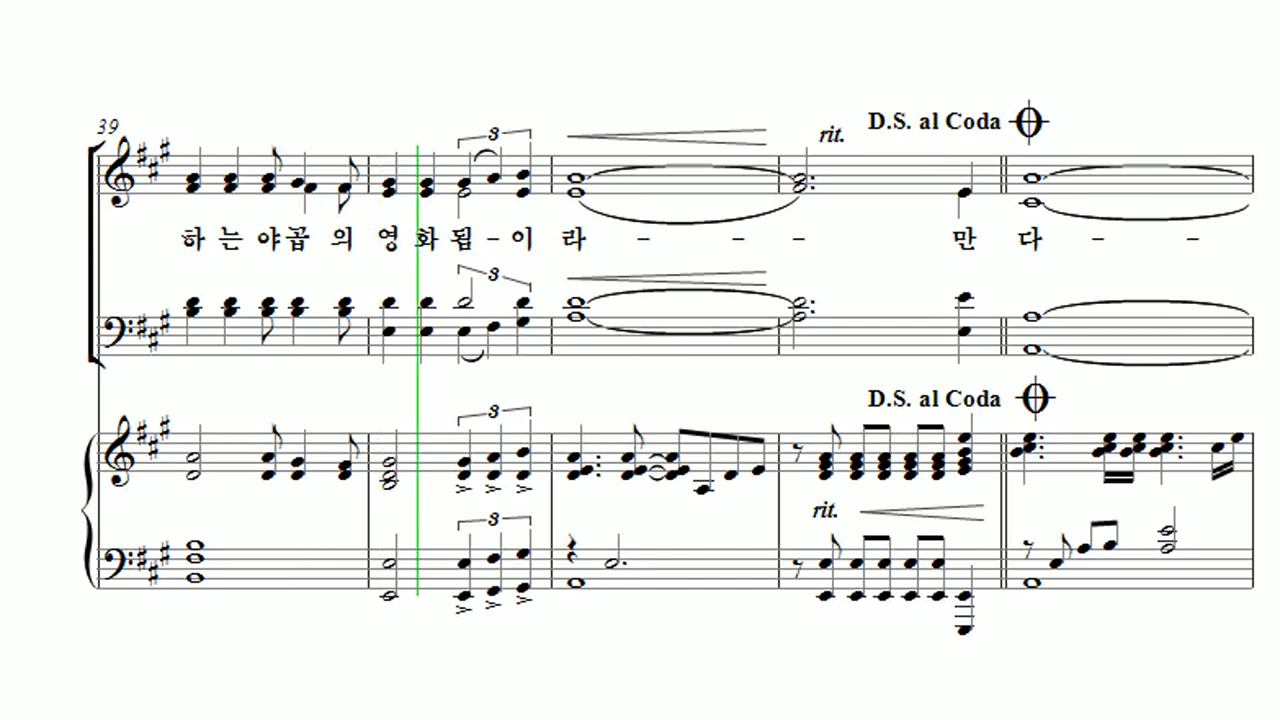 39
3
rit.
D.S. al Coda
하 는 야 곱 의 영 화 됨 - 이 라 - - - 만 다 - -
3
D.S. al Coda
3
rit.
3